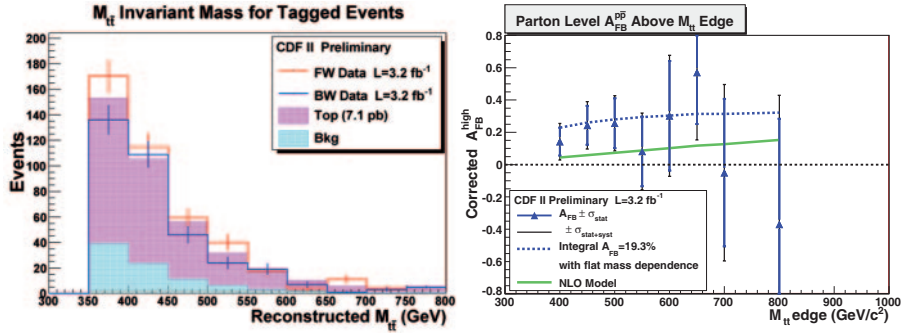 M_tt̄ Invariant Mass for Tagged Events
CDF II Preliminary
FW Data L=3.2 fb⁻¹
BW Data L=3.2 fb⁻¹
Top (7.1 pb)
Bkg
Events
200
180
160
140
120
100
80
60
40
20
0
300 350 400 450 500 550 600 650 700 750 800
Reconstructed M_tt̄ (GeV)
Parton Level A_FB^pp̄ Above M_tt̄ Edge
Corrected A_FB^high
0.8
0.6
0.4
0.2
0
-0.2
-0.4
-0.6
-0.8
CDF II Preliminary L=3.2 fb⁻¹
A_FB ± σ_stat
± σ_stat+syst
Integral A_FB=19.3%
with flat mass dependence
NLO Model
300 400 500 600 700 800 900 1000
M_tt edge (GeV/c²)